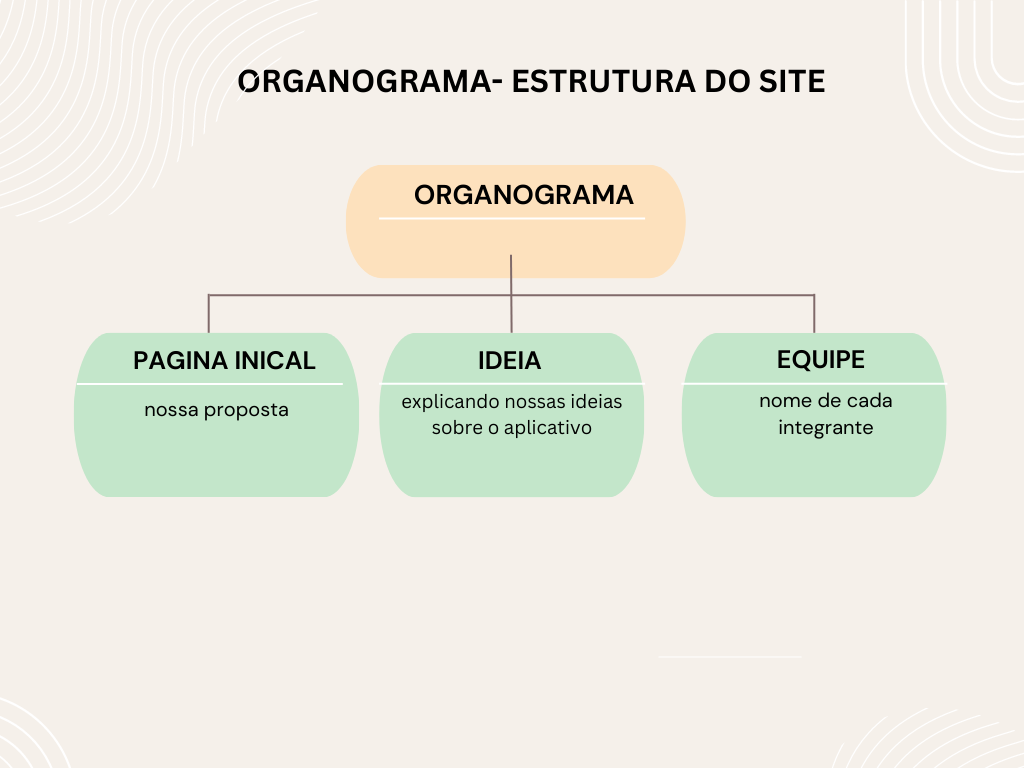 ORGANOGRAMA- ESTRUTURA DO SITE
ORGANOGRAMA
PAGINA INICAL
nossa proposta
IDEIA
explicando nossas ideias
sobre o aplicativo
EQUIPE
nome de cada
integrante